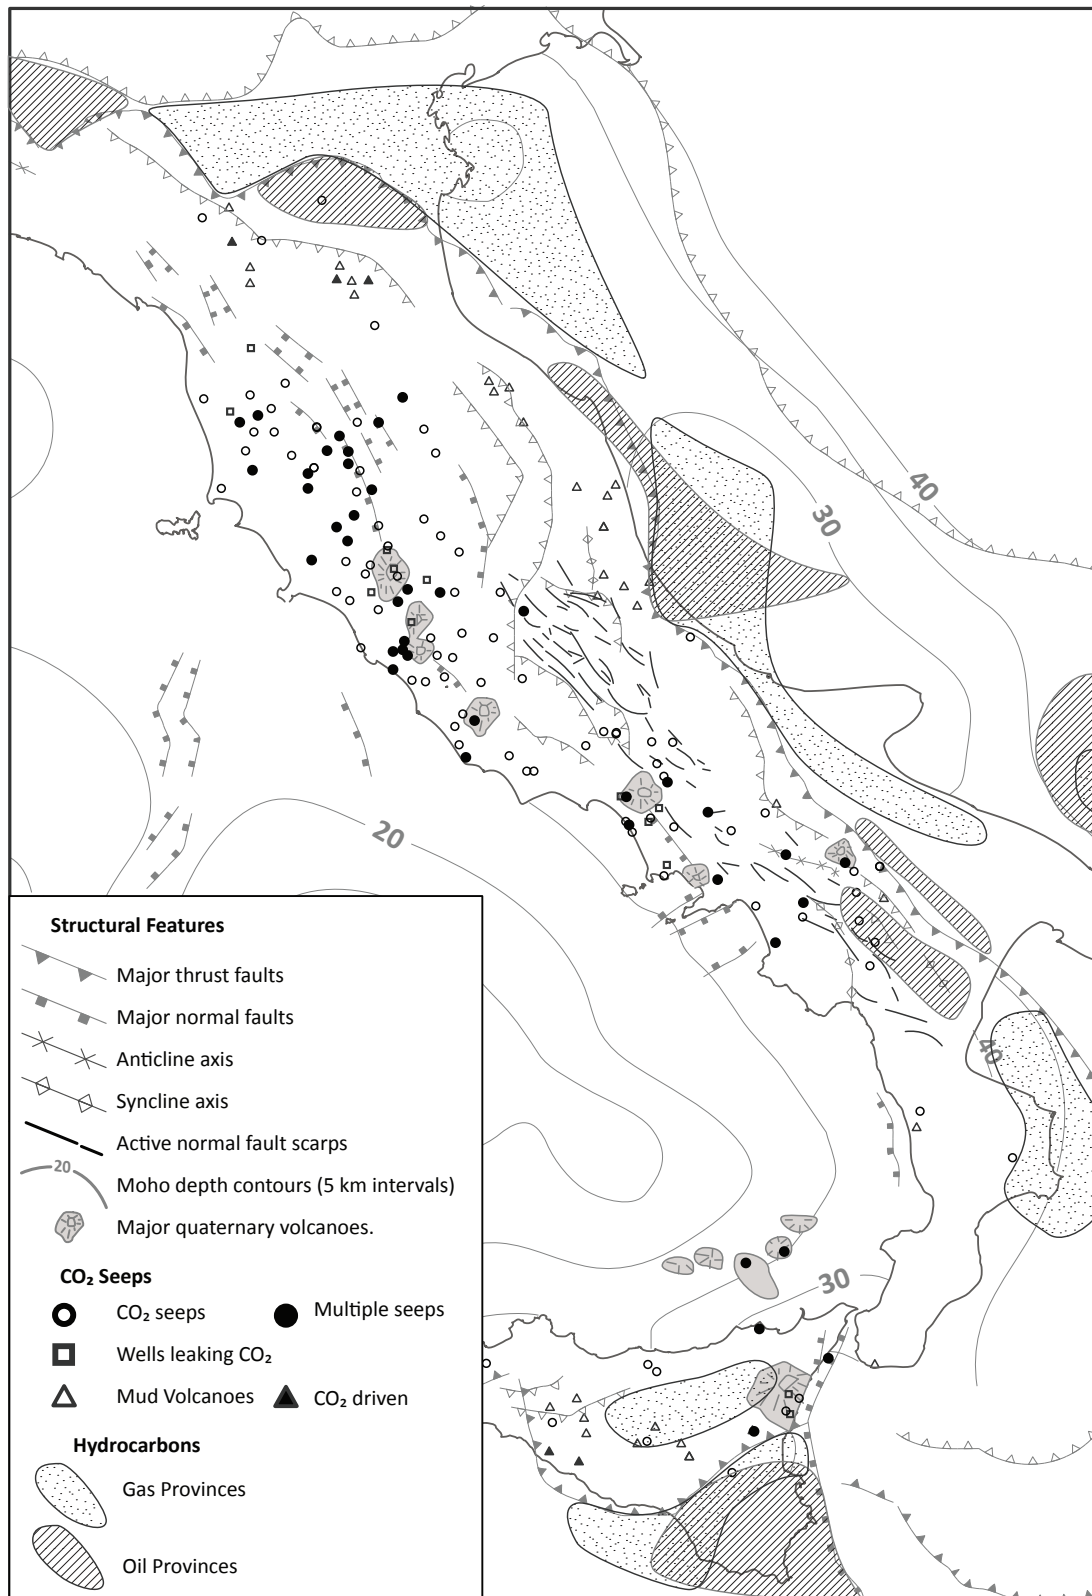 40
30
20
40
30
Structural Features
Major thrust faults
Major normal faults
Anticline axis
Syncline axis
Active normal fault scarps
20
Moho depth contours (5 km intervals)
Major quaternary volcanoes.
CO₂ Seeps
CO₂ seeps
Multiple seeps
Wells leaking CO₂
Mud Volcanoes
CO₂ driven
Hydrocarbons
Gas Provinces
Oil Provinces